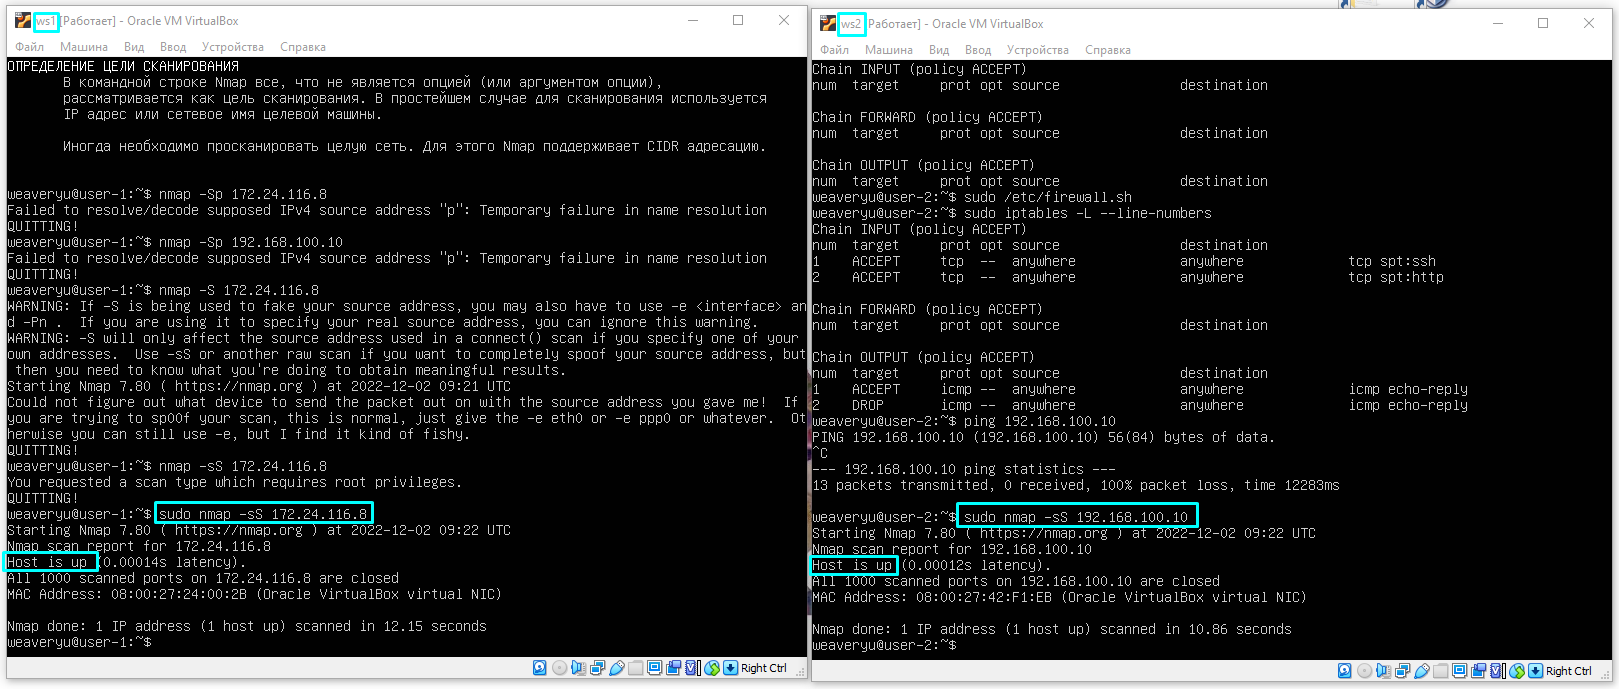 ws1 [Работает] - Oracle VM VirtualBox
Файл Машина Вид Ввод Устройства Справка
ОПРЕДЕЛЕНИЕ ЦЕЛИ СКАНИРОВАНИЯ
В командной строке Nmap все, что не является опцией (или аргументом опции),
рассматривается как цель сканирования. В простейшем случае для сканирования используется
IP адрес или сетевое имя целевой машины.
Иногда необходимо просканировать целую сеть. Для этого Nmap поддерживает CIDR адресацию.
weaveryu@user-1:~$ nmap -Sp 172.24.116.8
Failed to resolve/decode supposed IPv4 source address "p": Temporary failure in name resolution
QUITTING!
weaveryu@user-1:~$ nmap -Sp 192.168.100.10
Failed to resolve/decode supposed IPv4 source address "p": Temporary failure in name resolution
QUITTING!
weaveryu@user-1:~$ nmap -S 172.24.116.8
WARNING: If -S is being used to fake your source address, you may also have to use -e <interface> an
d -Pn .  If you are using it to specify your real source address, you can ignore this warning.
WARNING: -S will only affect the source address used in a connect() scan if you specify one of your
own addresses.  Use -sS or another raw scan if you want to completely spoof your source address, but
then you need to know what you're doing to obtain meaningful results.
Starting Nmap 7.80 ( https://nmap.org ) at 2022-12-02 09:21 UTC
Could not figure out what device to send the packet out on with the source address you gave me!  If
you are trying to sp00f your scan, this is normal, just give the -e eth0 or -e ppp0 or whatever.  Ot
herwise you can still use -e, but I find it kind of fishy.
QUITTING!
weaveryu@user-1:~$ nmap -sS 172.24.116.8
You requested a scan type which requires root privileges.
QUITTING!
weaveryu@user-1:~$ sudo nmap -sS 172.24.116.8
Starting Nmap 7.80 ( https://nmap.org ) at 2022-12-02 09:22 UTC
Nmap scan report for 172.24.116.8
Host is up (0.00014s latency).
All 1000 scanned ports on 172.24.116.8 are closed
MAC Address: 08:00:27:24:00:2B (Oracle VirtualBox virtual NIC)
Nmap done: 1 IP address (1 host up) scanned in 12.15 seconds
weaveryu@user-1:~$
Right Ctrl
ws2 [Работает] - Oracle VM VirtualBox
Файл Машина Вид Ввод Устройства Справка
Chain INPUT (policy ACCEPT)
num  target     prot opt source               destination
Chain FORWARD (policy ACCEPT)
num  target     prot opt source               destination
Chain OUTPUT (policy ACCEPT)
num  target     prot opt source               destination
weaveryu@user-2:~$ sudo /etc/firewall.sh
weaveryu@user-2:~$ sudo iptables -L --line-numbers
Chain INPUT (policy ACCEPT)
num  target     prot opt source               destination
1    ACCEPT     tcp  --  anywhere             anywhere             tcp spt:ssh
2    ACCEPT     tcp  --  anywhere             anywhere             tcp spt:http
Chain FORWARD (policy ACCEPT)
num  target     prot opt source               destination
Chain OUTPUT (policy ACCEPT)
num  target     prot opt source               destination
1    ACCEPT     icmp --  anywhere             anywhere             icmp echo-reply
2    DROP       icmp --  anywhere             anywhere             icmp echo-reply
weaveryu@user-2:~$ ping 192.168.100.10
PING 192.168.100.10 (192.168.100.10) 56(84) bytes of data.
^C
--- 192.168.100.10 ping statistics ---
13 packets transmitted, 0 received, 100% packet loss, time 12283ms
weaveryu@user-2:~$ sudo nmap -sS 192.168.100.10
Starting Nmap 7.80 ( https://nmap.org ) at 2022-12-02 09:22 UTC
Nmap scan report for 192.168.100.10
Host is up (0.00012s latency).
All 1000 scanned ports on 192.168.100.10 are closed
MAC Address: 08:00:27:42:F1:EB (Oracle VirtualBox virtual NIC)
Nmap done: 1 IP address (1 host up) scanned in 10.86 seconds
weaveryu@user-2:~$
Right Ctrl